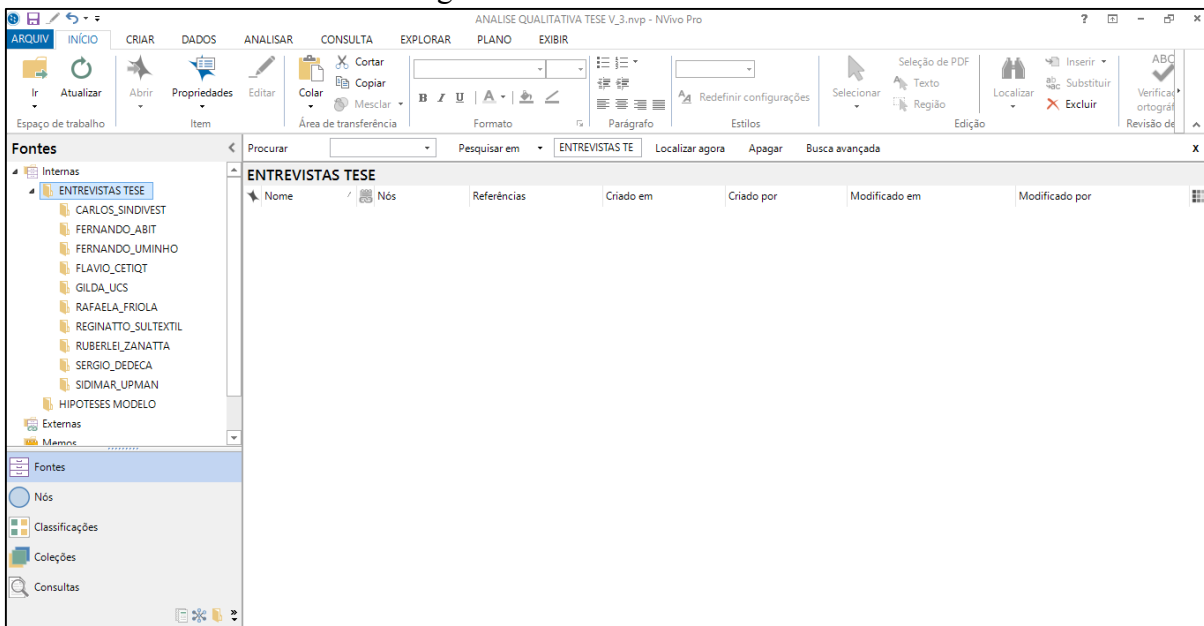 ANALISE QUALITATIVA TESE V_3.nvp - NVivo Pro
ARQUIV INÍCIO CRIAR DADOS ANALISAR CONSULTA EXPLORAR PLANO EXIBIR
Ir Atualizar Abrir Propriedades Editar Colar Cortar Copiar Mesclar
B I U A
Redefinir configurações
Selecionar Seleção de PDF Texto Região Localizar Inserir Substituir Excluir
ABC Verificaç ortográf
Espaço de trabalho Item Área de transferência Formato Parágrafo Estilos Edição Revisão de
Fontes Procurar Pesquisar em ENTREVISTAS TE Localizar agora Apagar Busca avançada x
Internas
ENTREVISTAS TESE
CARLOS_SINDIVEST
FERNANDO_ABIT
FERNANDO_UMINHO
FLAVIO_CETIQT
GILDA_UCS
RAFAELA_FRIOLA
REGINATTO_SULTEXTIL
RUBERLEI_ZANATTA
SERGIO_DEDECA
SIDIMAR_UPMAN
HIPOTESES MODELO
Externas
Memos
ENTREVISTAS TESE
Nome Nós Referências Criado em Criado por Modificado em Modificado por
Fontes
Nós
Classificações
Coleções
Consultas